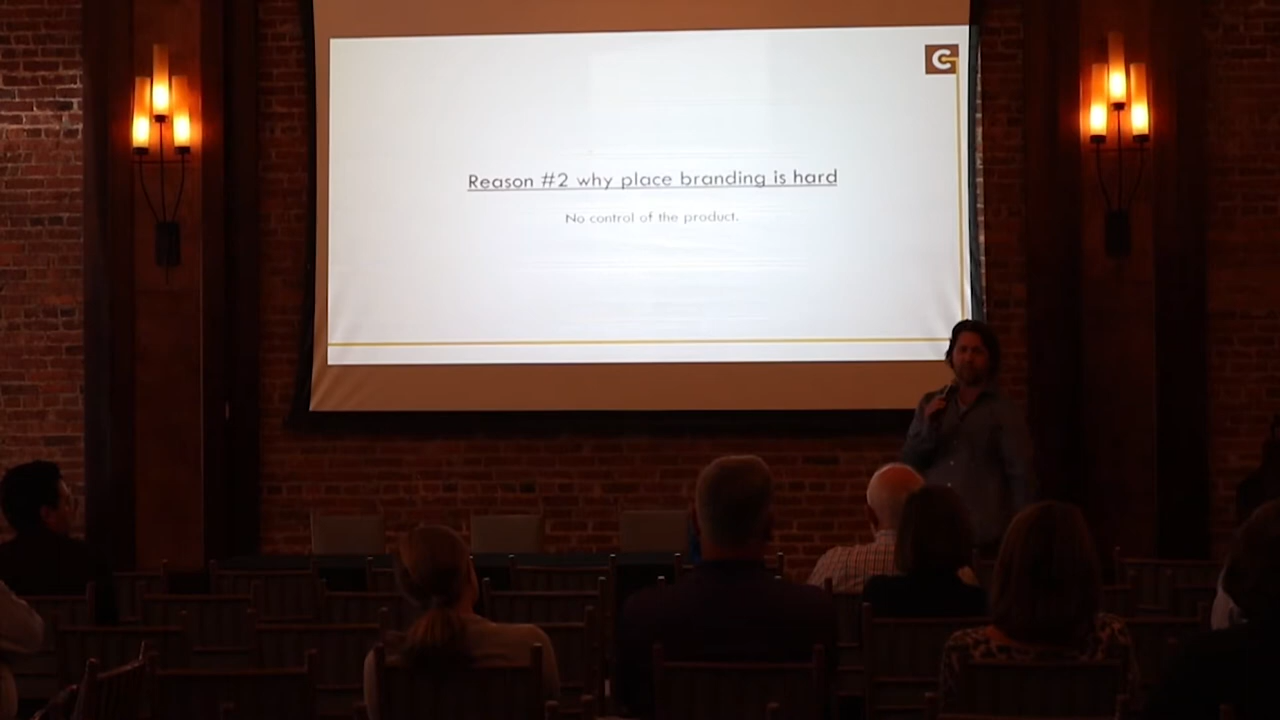 C
Reason #2 why place branding is hard
No control of the product.